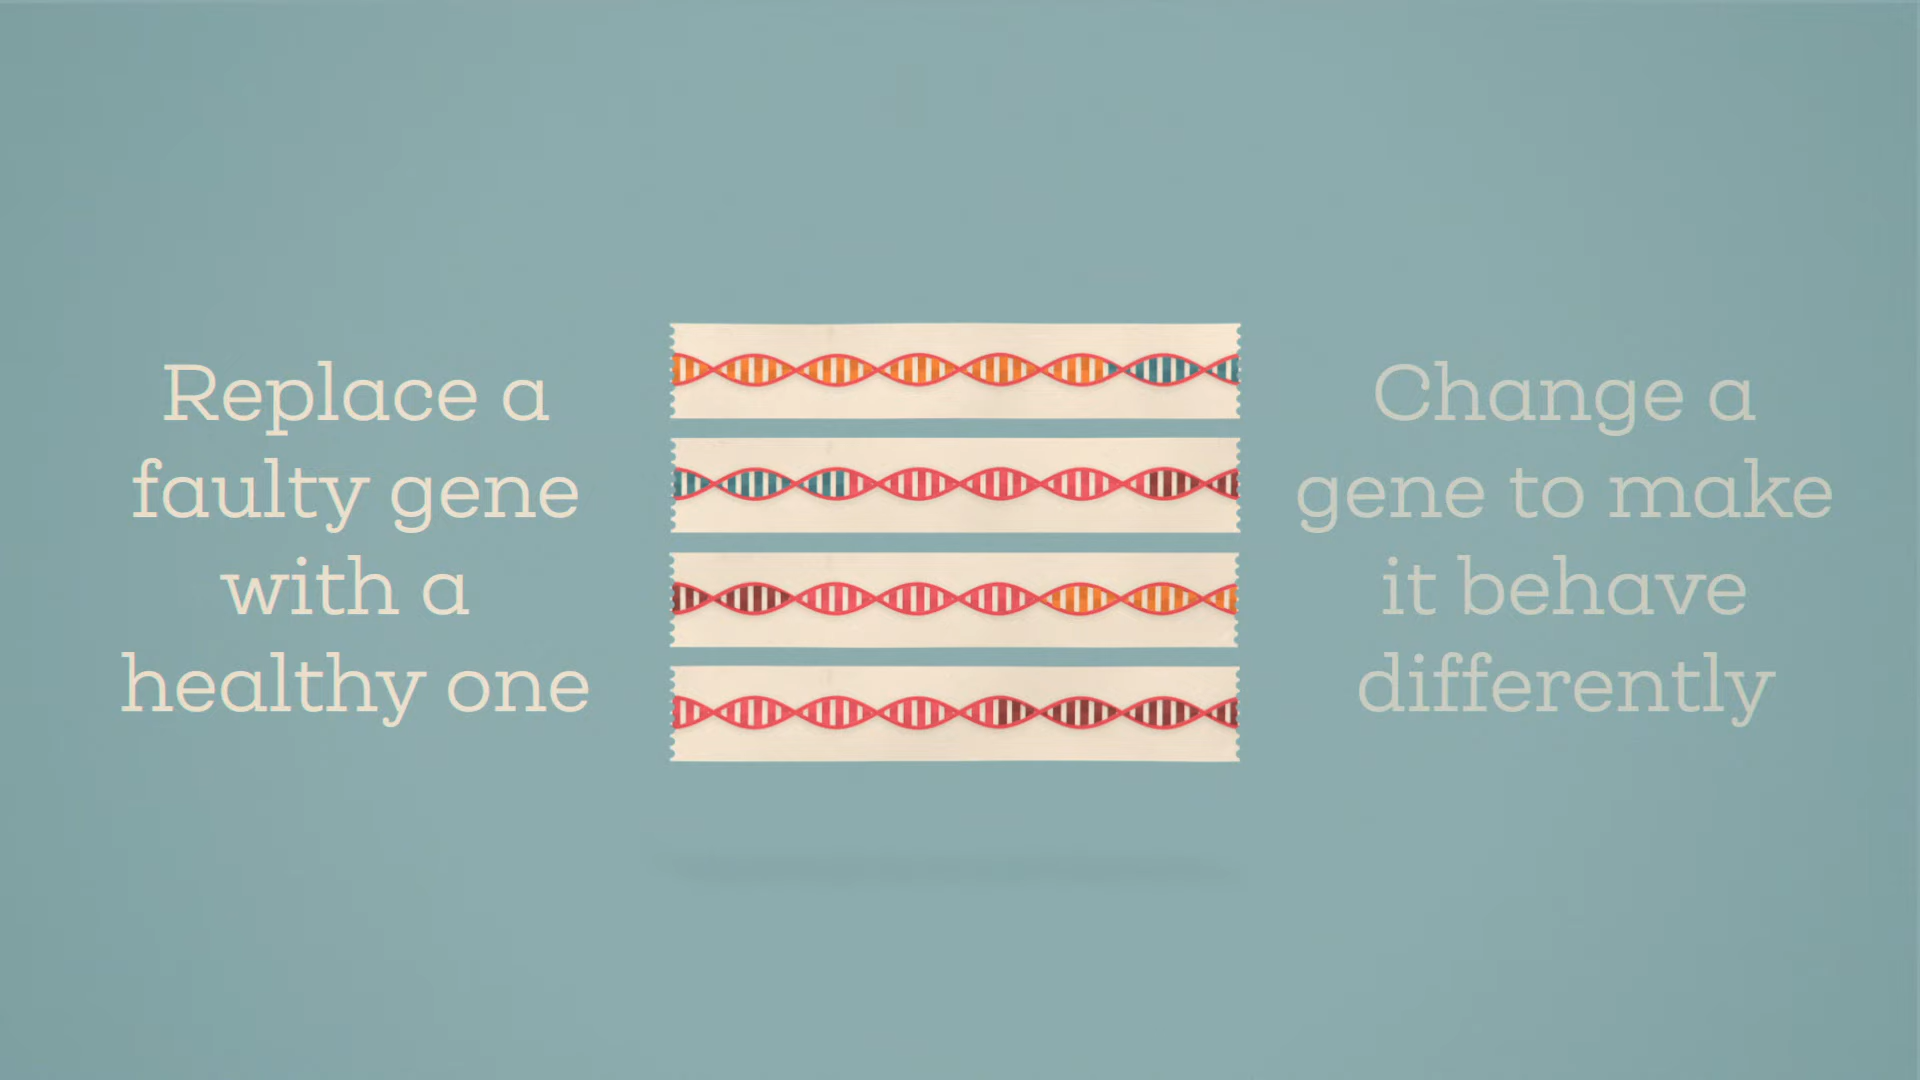 Replace a
faulty gene
with a
healthy one
Change a
gene to make
it behave
differently